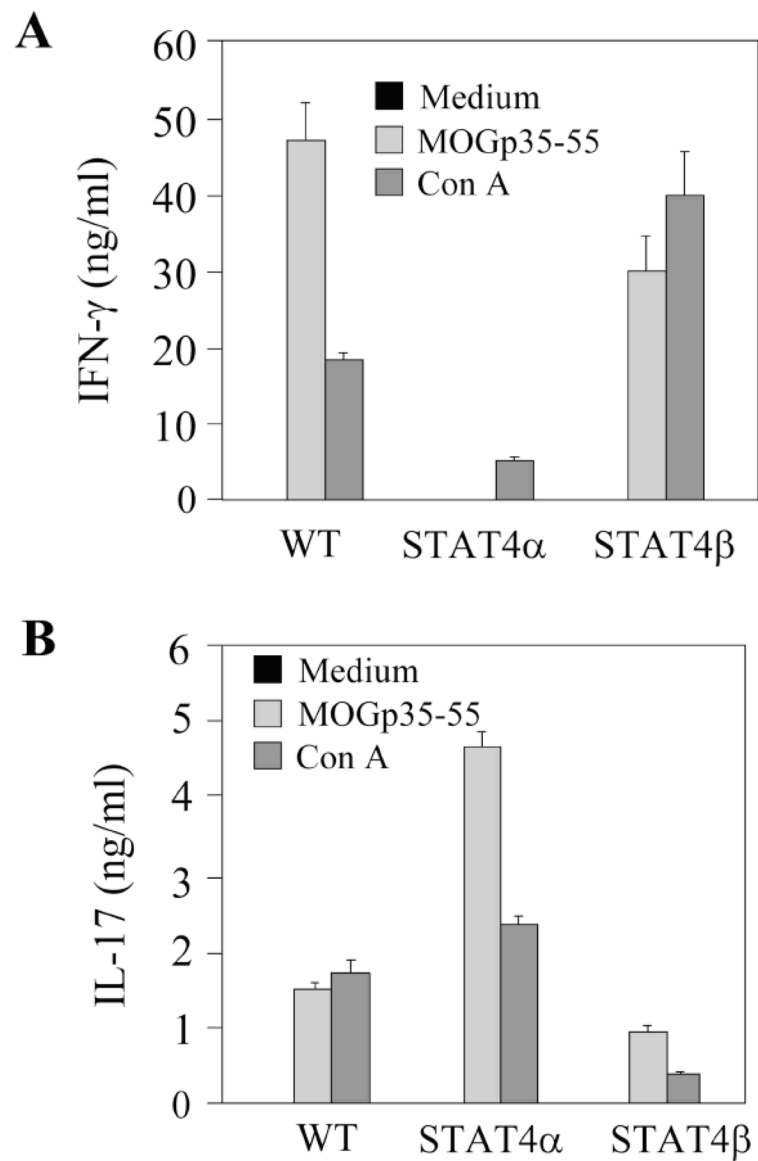 A
60
50
40
30
20
10
0
IFN-γ (ng/ml)
Medium
MOGp35-55
Con A
WT STAT4α STAT4β
B
6
5
4
3
2
1
0
IL-17 (ng/ml)
Medium
MOGp35-55
Con A
WT STAT4α STAT4β